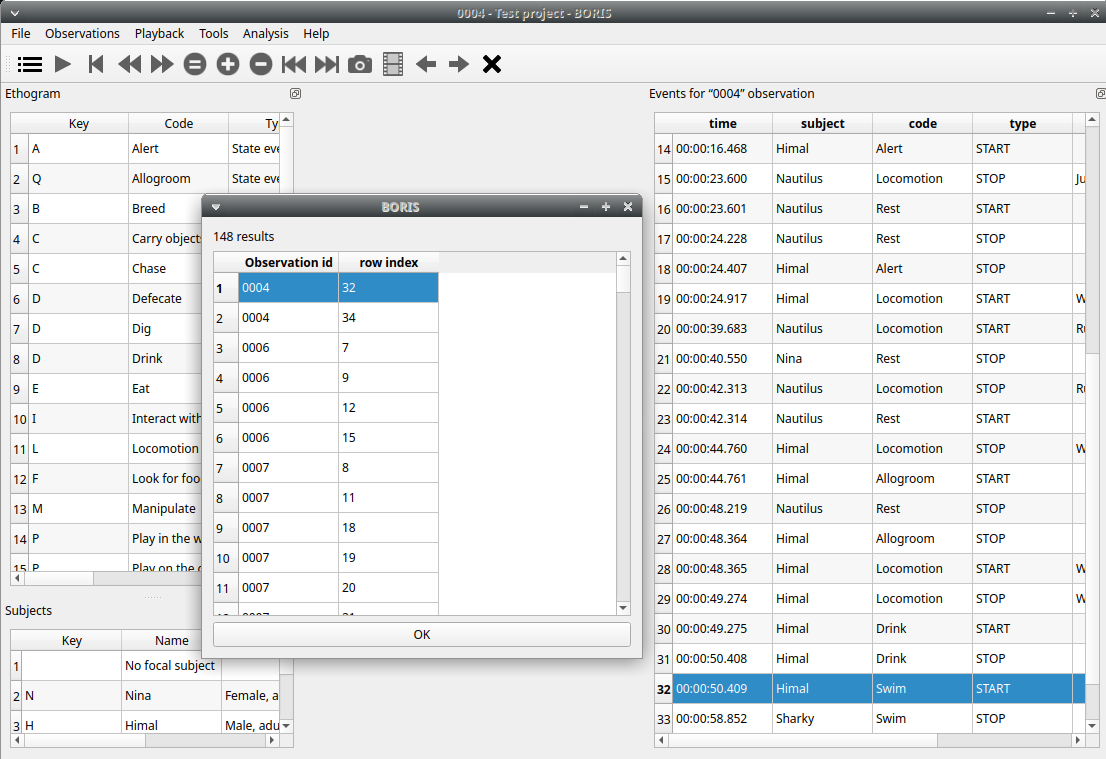 0004 - Test project - BORIS
File Observations Playback Tools Analysis Help
Ethogram
Key Code Ty
1 A Alert State eve
2 Q Allogroom State eve
3 B Breed
4 C Carry objects
5 C Chase
6 D Defecate
7 D Dig
8 D Drink
9 E Eat
10 I Interact with
11 L Locomotion
12 F Look for foo
13 M Manipulate
14 P Play in the w
15 P Play on the
Subjects
Key Name
1 No focal subject
2 N Nina Female, a
3 H Himal Male, adu
BORIS
148 results
Observation id row index
1 0004 32
2 0004 34
3 0006 7
4 0006 9
5 0006 12
6 0006 15
7 0007 8
8 0007 11
9 0007 18
10 0007 19
11 0007 20
OK
Events for “0004” observation
time subject code type
14 00:00:16.468 Himal Alert START
15 00:00:23.600 Nautilus Locomotion STOP Ju
16 00:00:23.601 Nautilus Rest START
17 00:00:24.228 Nautilus Rest STOP
18 00:00:24.407 Himal Alert STOP
19 00:00:24.917 Himal Locomotion START W
20 00:00:39.683 Nautilus Locomotion START Ru
21 00:00:40.550 Nina Rest STOP
22 00:00:42.313 Nautilus Locomotion STOP Ru
23 00:00:42.314 Nautilus Rest START
24 00:00:44.760 Himal Locomotion STOP W
25 00:00:44.761 Himal Allogroom START
26 00:00:48.219 Nautilus Rest STOP
27 00:00:48.364 Himal Allogroom STOP
28 00:00:48.365 Himal Locomotion START W
29 00:00:49.274 Himal Locomotion STOP W
30 00:00:49.275 Himal Drink START
31 00:00:50.408 Himal Drink STOP
32 00:00:50.409 Himal Swim START
33 00:00:58.852 Sharky Swim STOP